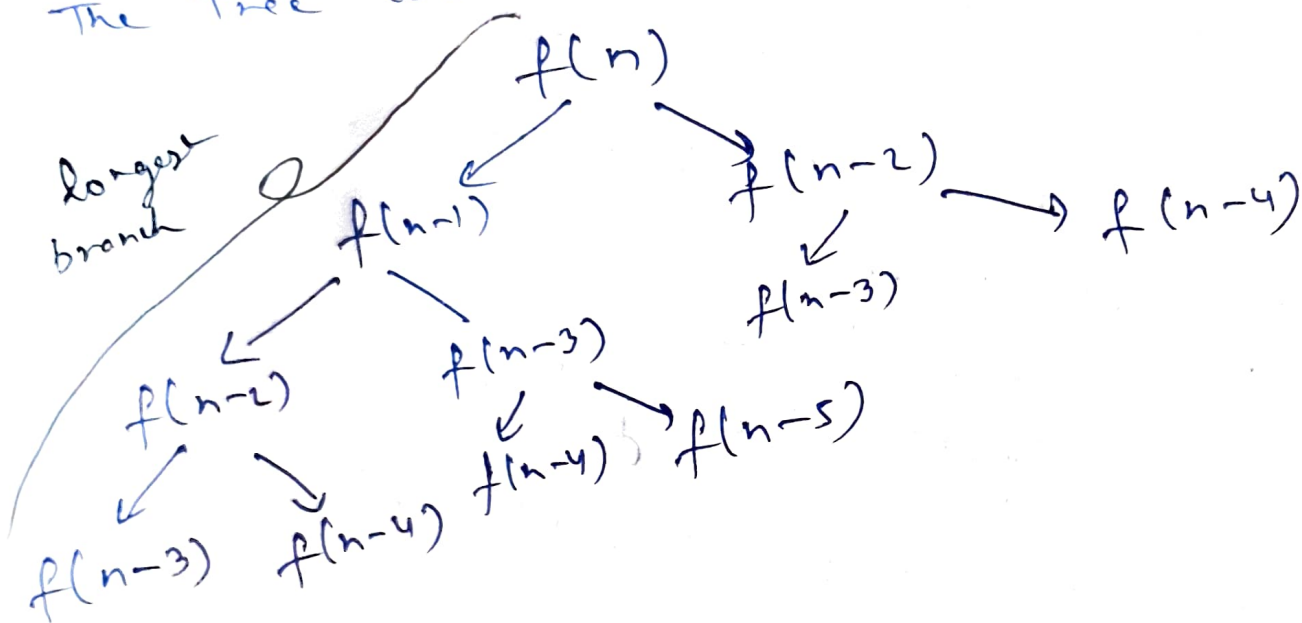 The Tree
f(n)
longest
branch
f(n-1)
f(n-2)
f(n-4)
f(n-3)
f(n-2)
f(n-3)
f(n-4)
f(n-5)
f(n-3)
f(n-4)